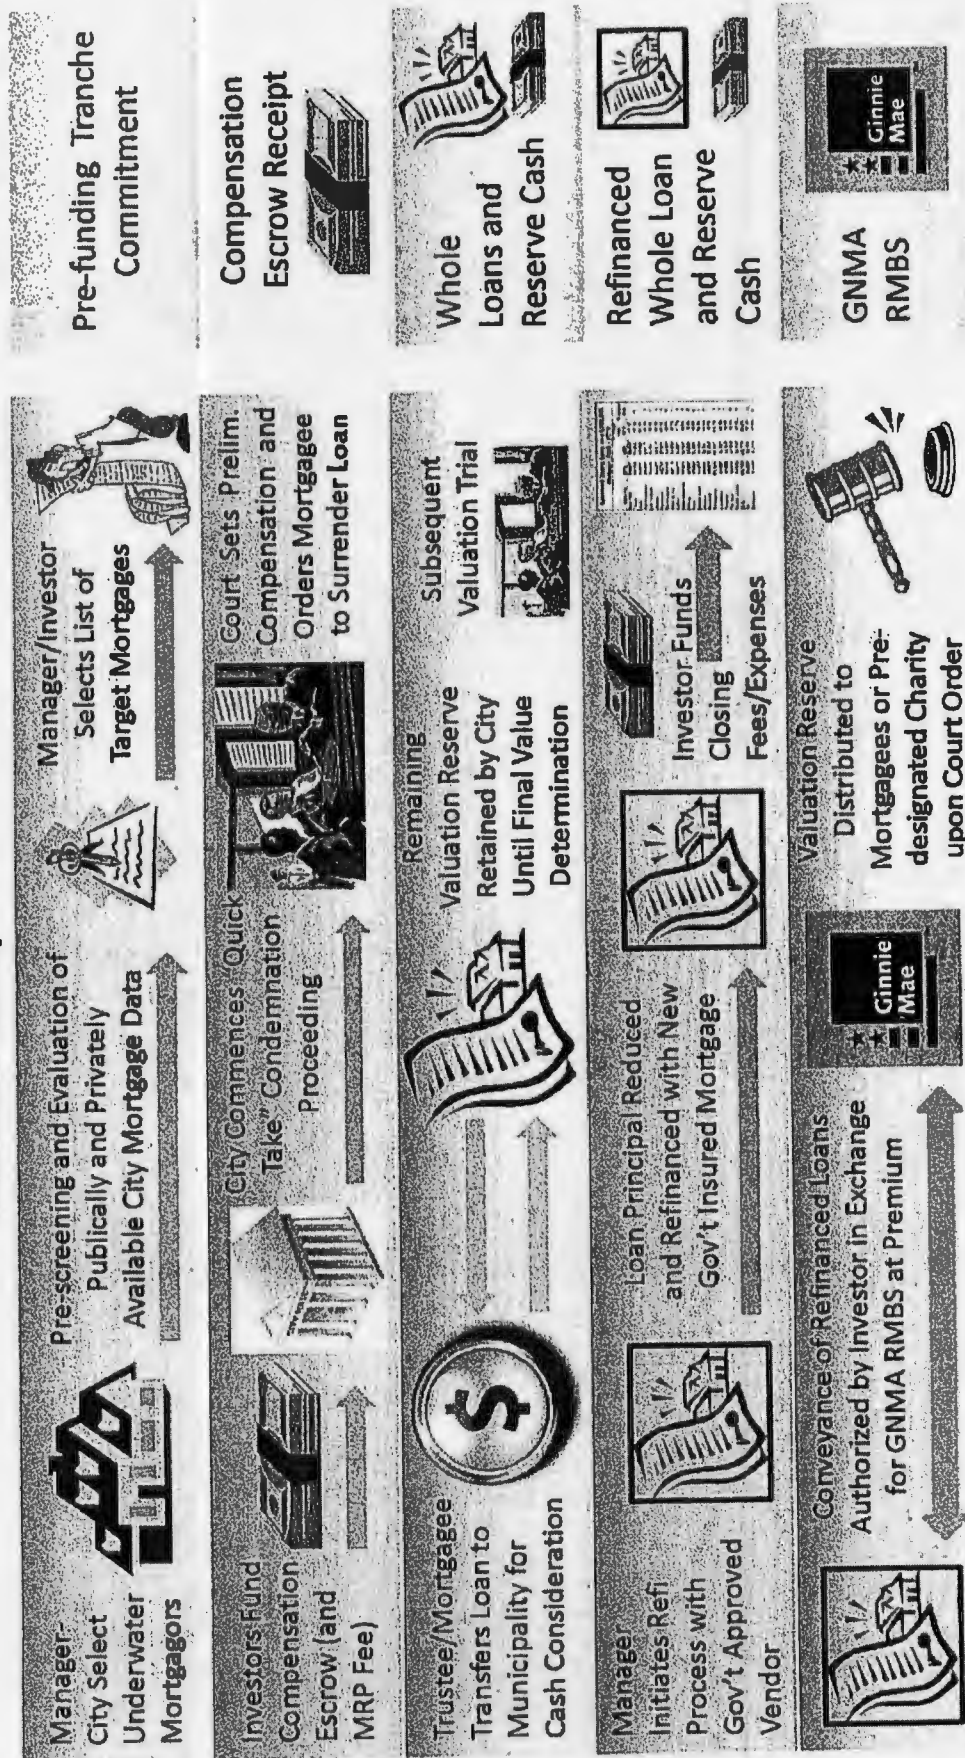 Manager-
City Select
Underwater
Mortgagors
Pre-screening and Evaluation of
Publically and Privately
Available City Mortgage Data
Manager/Investor
Selects List of
Target Mortgages
Pre-funding Tranche
Commitment
Investors Fund
Compensation
Escrow (and
MRP Fee)
City Commences "Quick
Take" Condemnation
Proceeding
Court Sets Prelim.
Compensation and
Orders Mortgagee
to Surrender Loan
Compensation
Escrow Receipt
Trustee/Mortgagee
Transfers Loan to
Municipality for
Cash Consideration
$
Remaining
Valuation Reserve
Retained by City
Until Final Value
Determination
Subsequent
Valuation Trial
Whole
Loans and
Reserve Cash
Manager
Initiates Refi
Process with
Gov't Approved
Vendor
Loan Principal Reduced
and Refinanced with New
Gov't Insured Mortgage
Investor Funds
Closing
Fees/Expenses
Refinanced
Whole Loan
and Reserve
Cash
Conveyance of Refinanced Loans
Authorized by Investor in Exchange
for GNMA RMBS at Premium
Ginnie
Mae
Valuation Reserve
Distributed to
Mortgagees or Pre-
designated Charity
upon Court Order
GNMA
RMBS
Ginnie
Mae